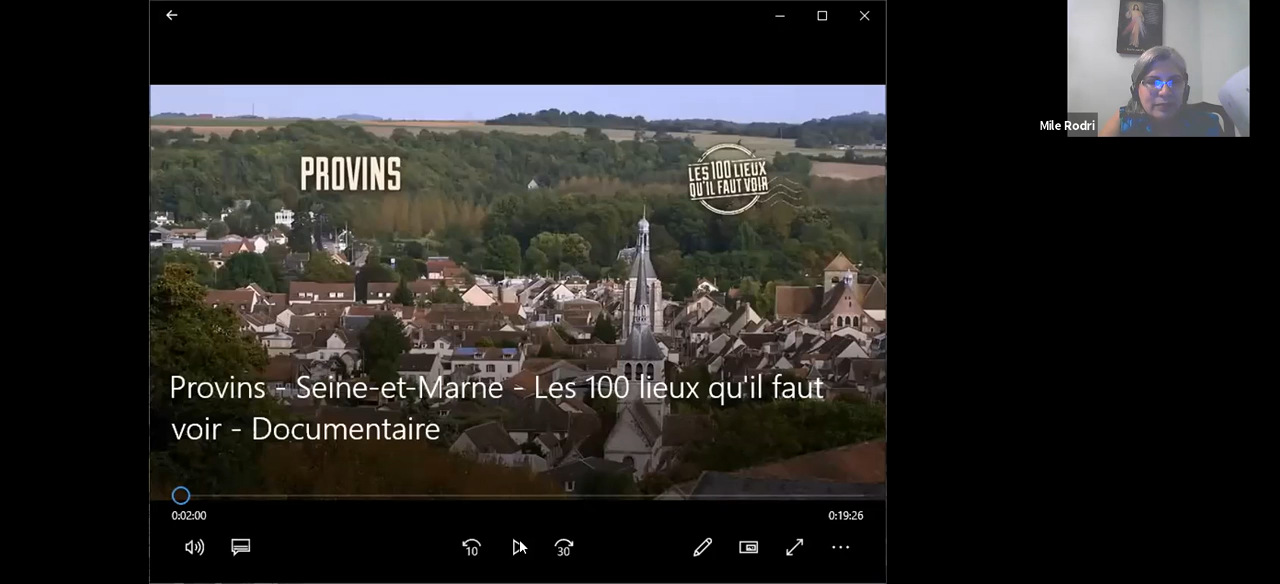 PROVINS
LES 100 LIEUX
QU'IL FAUT VOIR
Mile Rodri
Provins - Seine-et-Marne - Les 100 lieux qu'il faut
voir - Documentaire
0:02:00
0:19:26
10
30